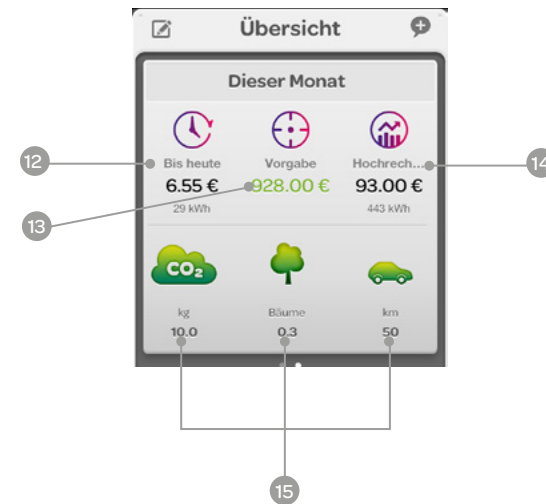 Übersicht
Dieser Monat
12
Bis heute
Vorgabe
Hochrech...
14
6.55 €
928.00 €
93.00 €
29 kWh
443 kWh
13
CO₂
kg
Bäume
km
10.0
0.3
50
15